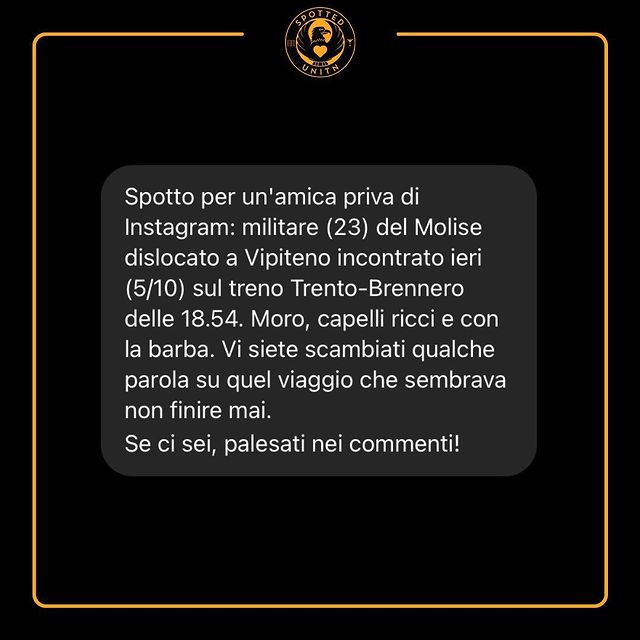 SPOTTED
UNITN
Spotto per un'amica priva di
Instagram: militare (23) del Molise
dislocato a Vipiteno incontrato ieri
(5/10) sul treno Trento-Brennero
delle 18.54. Moro, capelli ricci e con
la barba. Vi siete scambiati qualche
parola su quel viaggio che sembrava
non finire mai.
Se ci sei, palesati nei commenti!